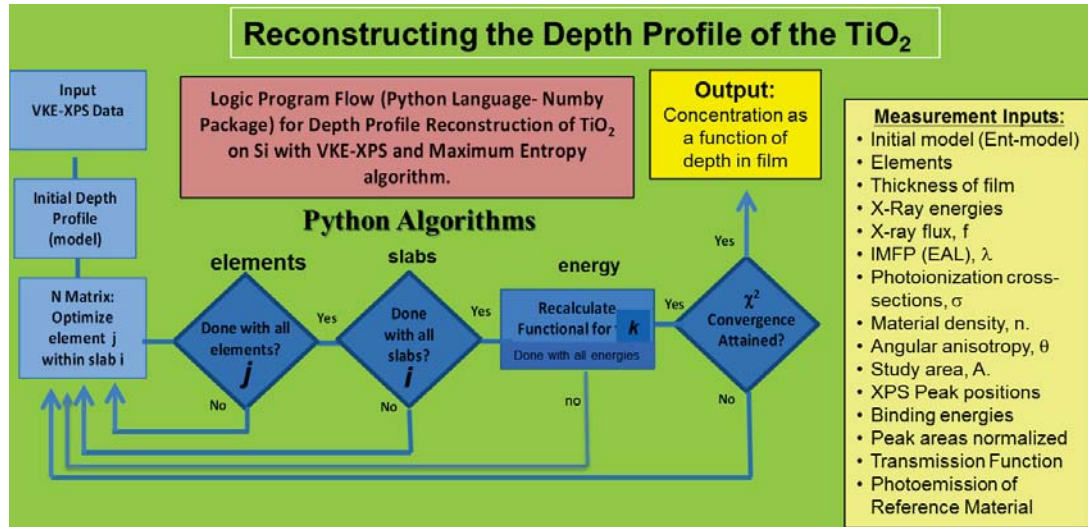 Reconstructing the Depth Profile of the TiO2
Input
VKE-XPS Data
Logic Program Flow (Python Language- Numby
Package) for Depth Profile Reconstruction of TiO2
on Si with VKE-XPS and Maximum Entropy
algorithm.
Output:
Concentration as
a function of
depth in film
Measurement Inputs:
• Initial model (Ent-model)
• Elements
• Thickness of film
• X-Ray energies
• X-ray flux, f
• IMFP (EAL), λ
• Photoionization cross-
sections, σ
• Material density, n.
• Angular anisotropy, θ
• Study area, A.
• XPS Peak positions
• Binding energies
• Peak areas normalized
• Transmission Function
• Photoemission of
Reference Material
Initial Depth
Profile
(model)
Python Algorithms
elements
slabs
energy
N Matrix:
Optimize
element j
within slab i
Done with all
elements?
j
Yes
No
Done
with all
slabs?
i
Yes
No
Recalculate
Functional for k
Done with all energies
Yes
no
χ2
Convergence
Attained?
Yes
No